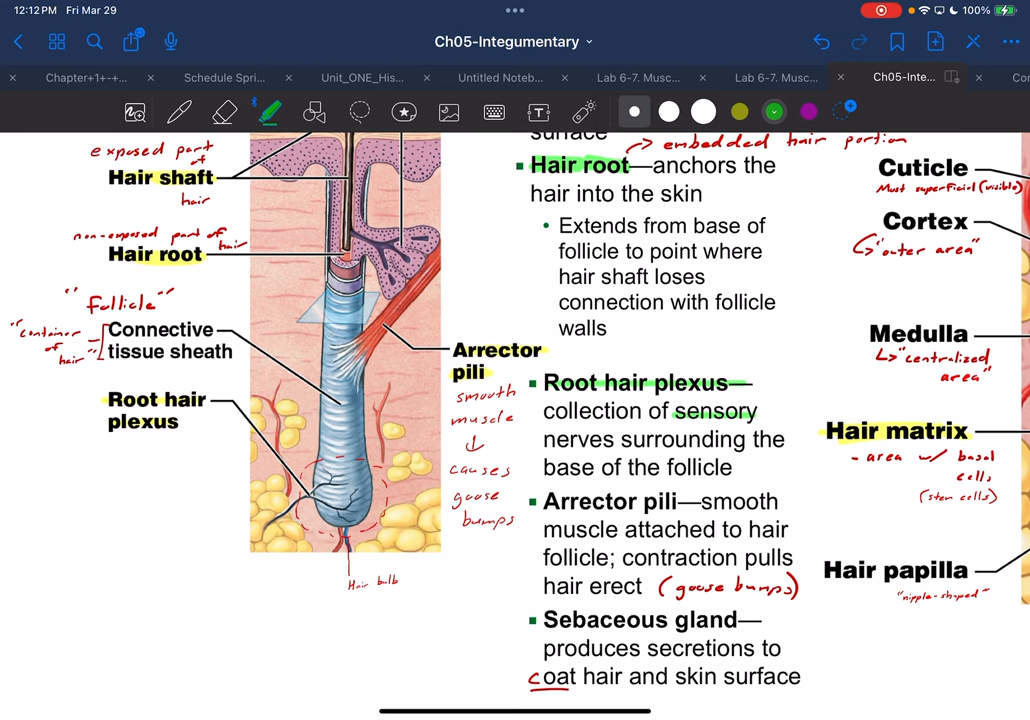 12:12 PM Fri Mar 29
100%
Ch05-Integumentary
Chapter+1+-+...
Schedule Spri...
Unit_ONE_His...
Untitled Noteb...
Lab 6-7. Musc...
Lab 6-7. Musc...
Ch05-Inte...
Cor
exposed part
of
Hair shaft
hair
non-exposed part of
hair
Hair root
"follicle"
"container
of
hair"
Connective
tissue sheath
Root hair
plexus
Arrector
pili
smooth
muscle
↓
causes
goose
bumps
Hair bulb
surface
embedded hair portion
▪ Hair root—anchors the
hair into the skin
• Extends from base of
follicle to point where
hair shaft loses
connection with follicle
walls
▪ Root hair plexus—
collection of sensory
nerves surrounding the
base of the follicle
▪ Arrector pili—smooth
muscle attached to hair
follicle; contraction pulls
hair erect (goose bumps)
▪ Sebaceous gland—
produces secretions to
coat hair and skin surface
Cuticle
Most superficial (visible)
Cortex
"outer area"
Medulla
"centralized
area"
Hair matrix
- area w/ basal
cells
(stem cells)
Hair papilla
"nipple-shaped"